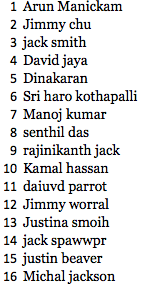 1 Arun Manickam
2 Jimmy chu
3 jack smith
4 David jaya
5 Dinakaran
6 Sri haro kothapalli
7 Manoj kumar
8 senthil das
9 rajinikanth jack
10 Kamal hassan
11 daiuvd parrot
12 Jimmy worral
13 Justina smoih
14 jack spawwpr
15 justin beaver
16 Michal jackson